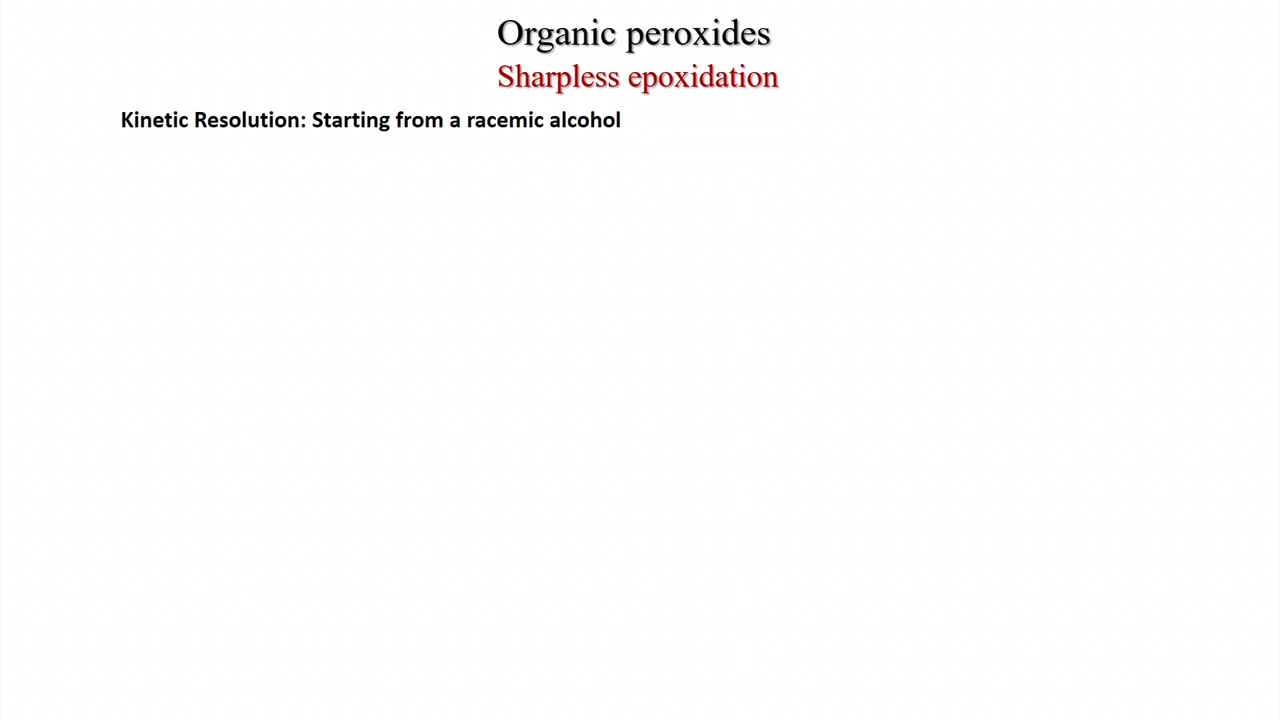 Organic peroxides
Sharpless epoxidation
Kinetic Resolution: Starting from a racemic alcohol